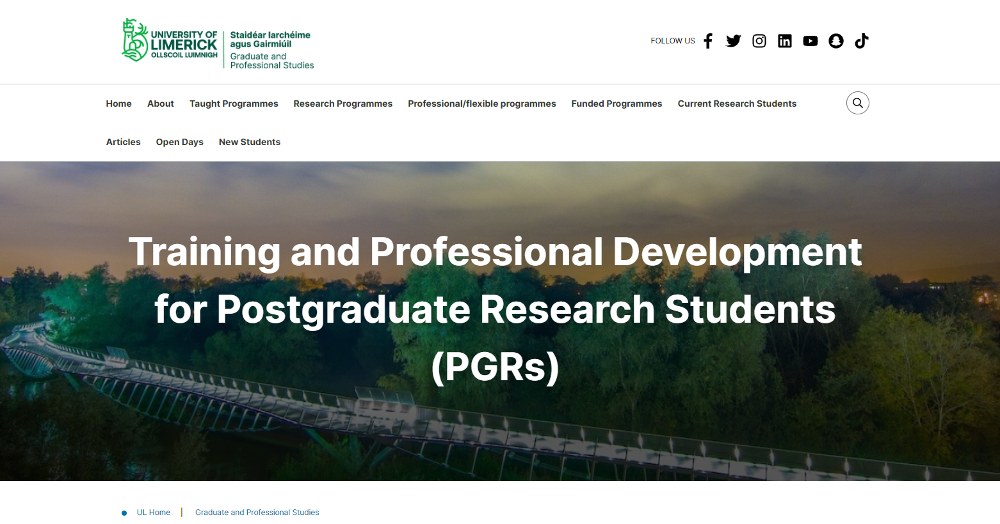 UNIVERSITY OF
LIMERICK
OLLSCOIL LUIMNIGH
Staidéar Iarchéime
agus Gairmiúil
Graduate and
Professional Studies
FOLLOW US
Home About Taught Programmes Research Programmes Professional/flexible programmes Funded Programmes Current Research Students
Articles Open Days New Students
Training and Professional Development
for Postgraduate Research Students
(PGRs)
UL Home | Graduate and Professional Studies